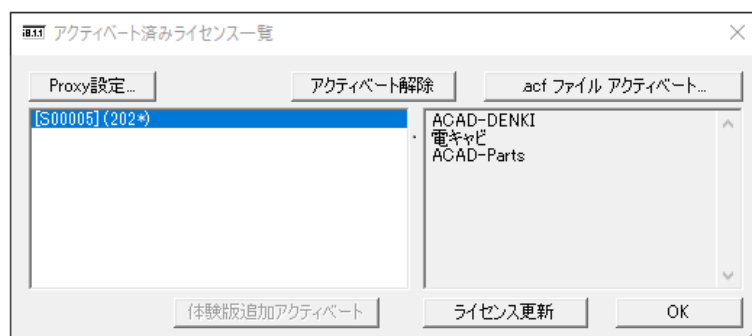 iB.1.1 アクティベート済みライセンス一覧
Proxy設定...
アクティベート解除
.acf ファイル アクティベート...
[S00005] (202*)
ACAD-DENKI
電キャビ
ACAD-Parts
体験版追加アクティベート
ライセンス更新
OK